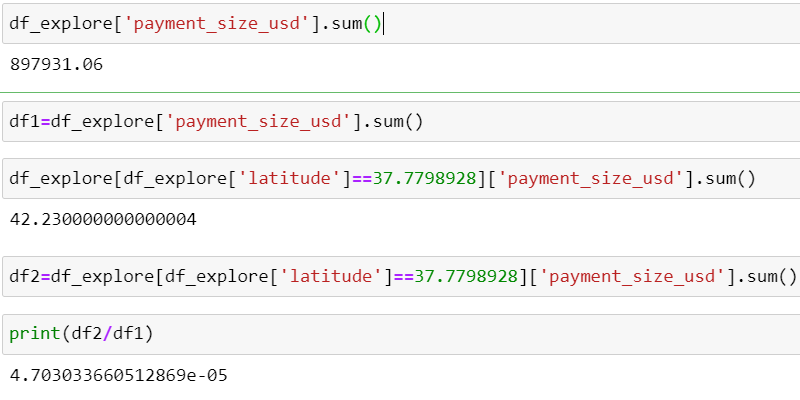 df_explore['payment_size_usd'].sum()
897931.06
df1=df_explore['payment_size_usd'].sum()
df_explore[df_explore['latitude']==37.7798928]['payment_size_usd'].sum()
42.230000000000004
df2=df_explore[df_explore['latitude']==37.7798928]['payment_size_usd'].sum()
print(df2/df1)
4.703033660512869e-05